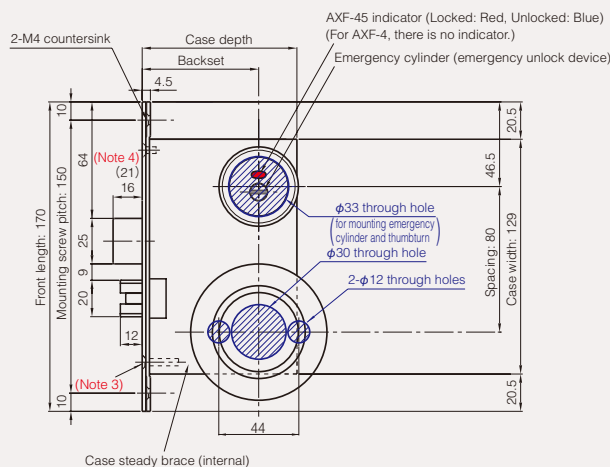 AXF-45 indicator (Locked: Red, Unlocked: Blue)
(For AXF-4, there is no indicator.)
Emergency cylinder (emergency unlock device)
2-M4 countersink
Case depth
Backset
4.5
10
64
(Note 4)
(21)
16
25
9
20
12
Front length: 170
Mounting screw pitch: 150
(Note 3)
10
44
Case steady brace (internal)
20.5
46.5
ϕ33 through hole
(for mounting emergency
cylinder and thumbturn)
ϕ30 through hole
2-ϕ12 through holes
Spacing: 80
Case width: 129
20.5